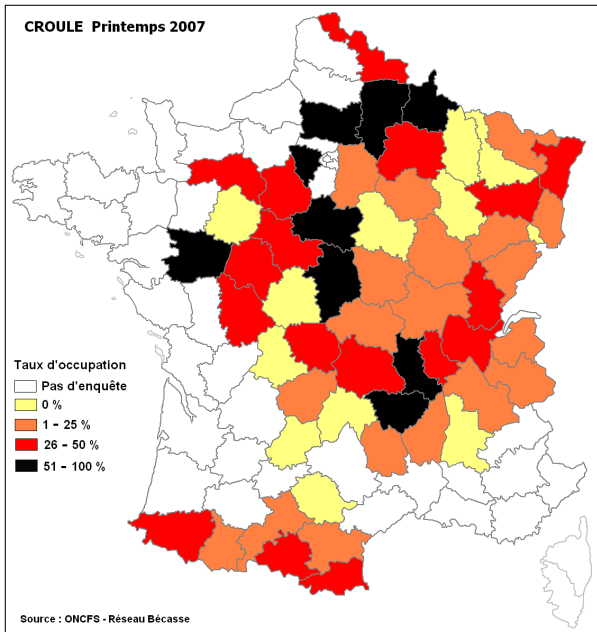 CROULE Printemps 2007
Taux d'occupation
Pas d'enquête
0 %
1 - 25 %
26 - 50 %
51 - 100 %
Source : ONCFS - Réseau Bécasse